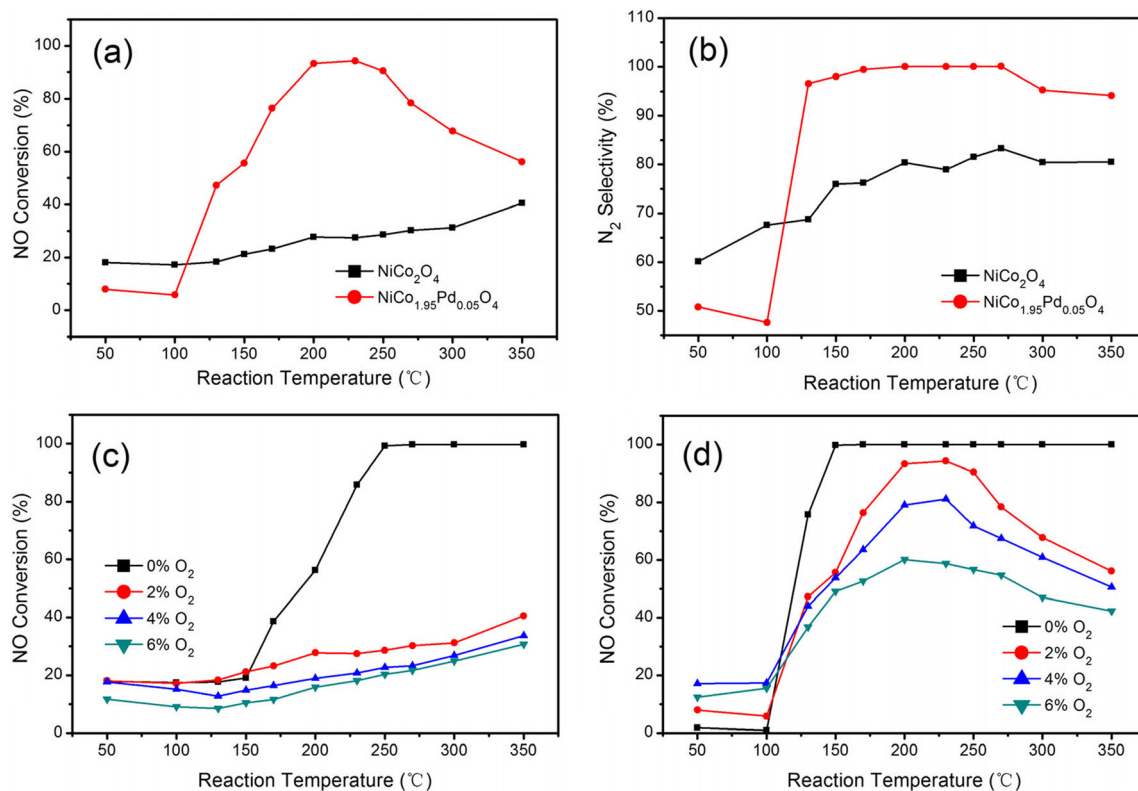 (a)
NO Conversion (%)
100
80
60
40
20
0
NiCo2O4
NiCo1.95Pd0.05O4
50 100 150 200 250 300 350
Reaction Temperature (℃)
(b)
N2 Selectivity (%)
110
100
90
80
70
60
50
NiCo2O4
NiCo1.95Pd0.05O4
50 100 150 200 250 300 350
Reaction Temperature (℃)
(c)
NO Conversion (%)
100
80
60
40
20
0
0% O2
2% O2
4% O2
6% O2
50 100 150 200 250 300 350
Reaction Temperature (℃)
(d)
NO Conversion (%)
100
80
60
40
20
0
0% O2
2% O2
4% O2
6% O2
50 100 150 200 250 300 350
Reaction Temperature (℃)